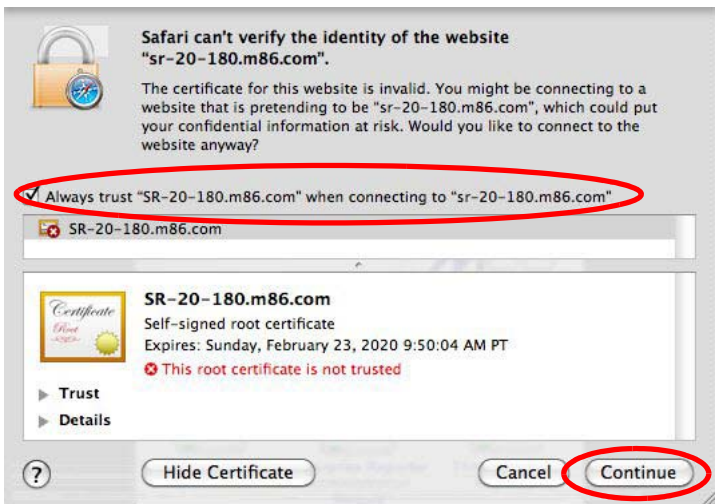 Safari can't verify the identity of the website
“sr-20-180.m86.com”.
The certificate for this website is invalid. You might be connecting to a
website that is pretending to be “sr-20-180.m86.com”, which could put
your confidential information at risk. Would you like to connect to the
website anyway?
Always trust “SR-20-180.m86.com” when connecting to “sr-20-180.m86.com”
SR-20-180.m86.com
Certificate
Root
SR-20-180.m86.com
Self-signed root certificate
Expires: Sunday, February 23, 2020 9:50:04 AM PT
This root certificate is not trusted
Trust
Details
?
Hide Certificate
Cancel
Continue